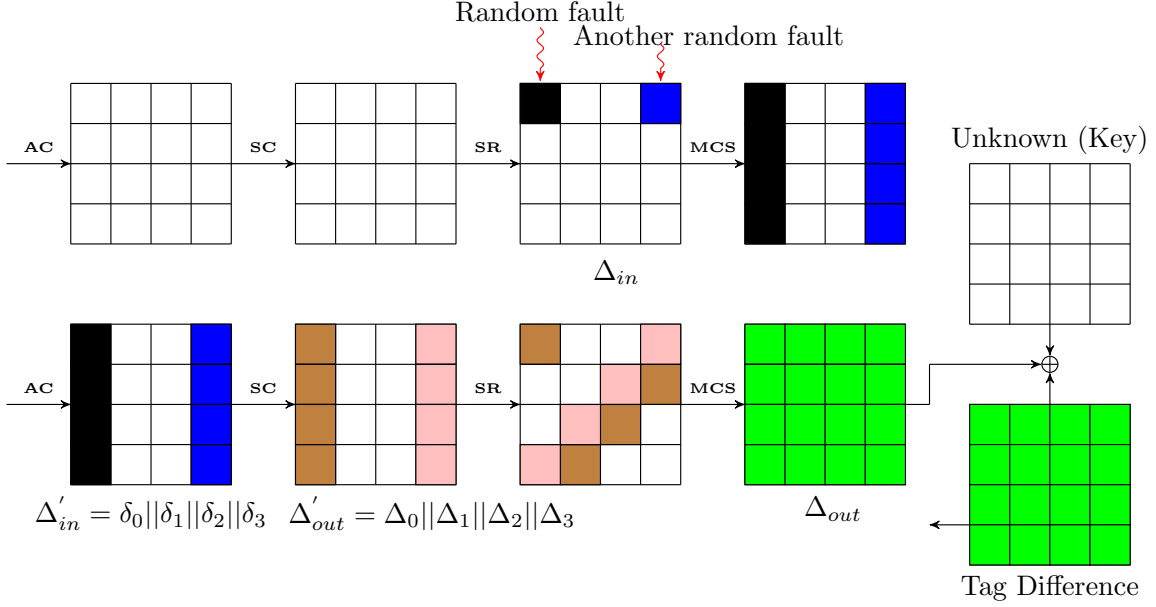 Random fault
Another random fault
AC
SC
SR
MCS
Unknown (Key)
Δ_in
AC
SC
SR
MCS
Δ'_in = δ_0||δ_1||δ_2||δ_3
Δ'_out = Δ_0||Δ_1||Δ_2||Δ_3
Δ_out
Tag Difference